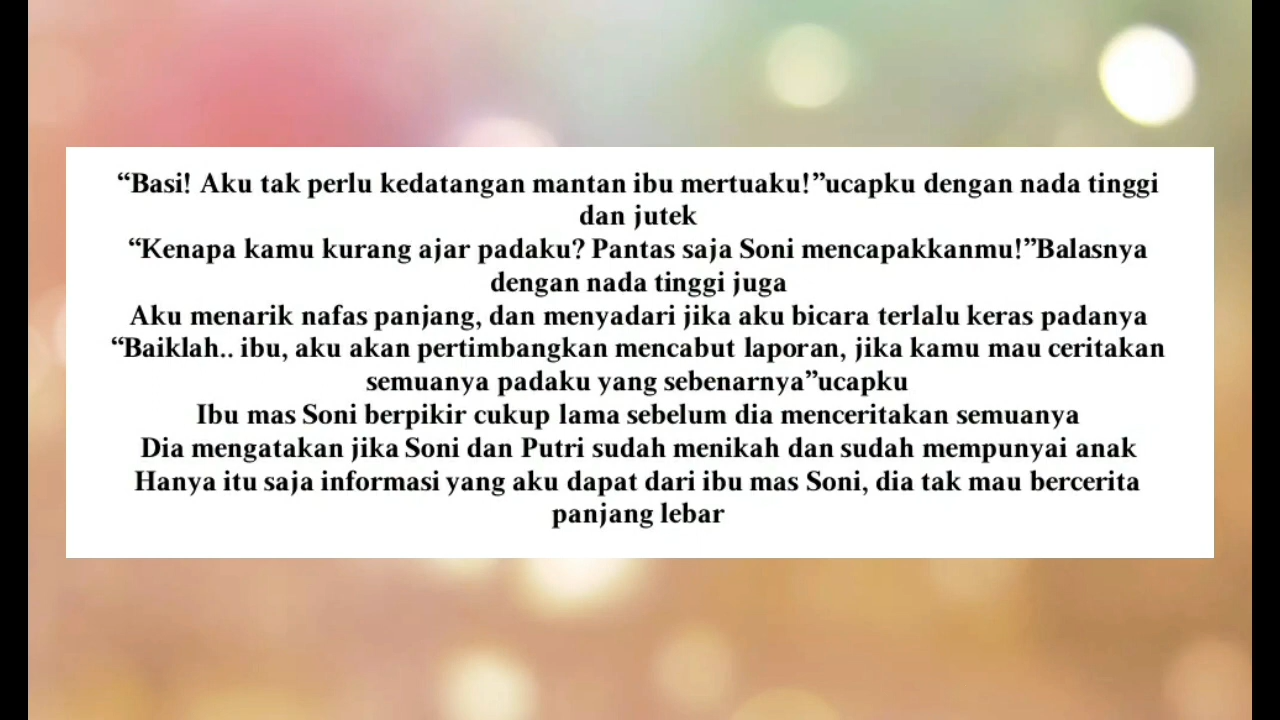 “Basi! Aku tak perlu kedatangan mantan ibu mertuaku!”ucapku dengan nada tinggi
dan jutek
“Kenapa kamu kurang ajar padaku? Pantas saja Soni mencapakkanmu!”Balasnya
dengan nada tinggi juga
Aku menarik nafas panjang, dan menyadari jika aku bicara terlalu keras padanya
“Baiklah.. ibu, aku akan pertimbangkan mencabut laporan, jika kamu mau ceritakan
semuanya padaku yang sebenarnya”ucapku
Ibu mas Soni berpikir cukup lama sebelum dia menceritakan semuanya
Dia mengatakan jika Soni dan Putri sudah menikah dan sudah mempunyai anak
Hanya itu saja informasi yang aku dapat dari ibu mas Soni, dia tak mau bercerita
panjang lebar